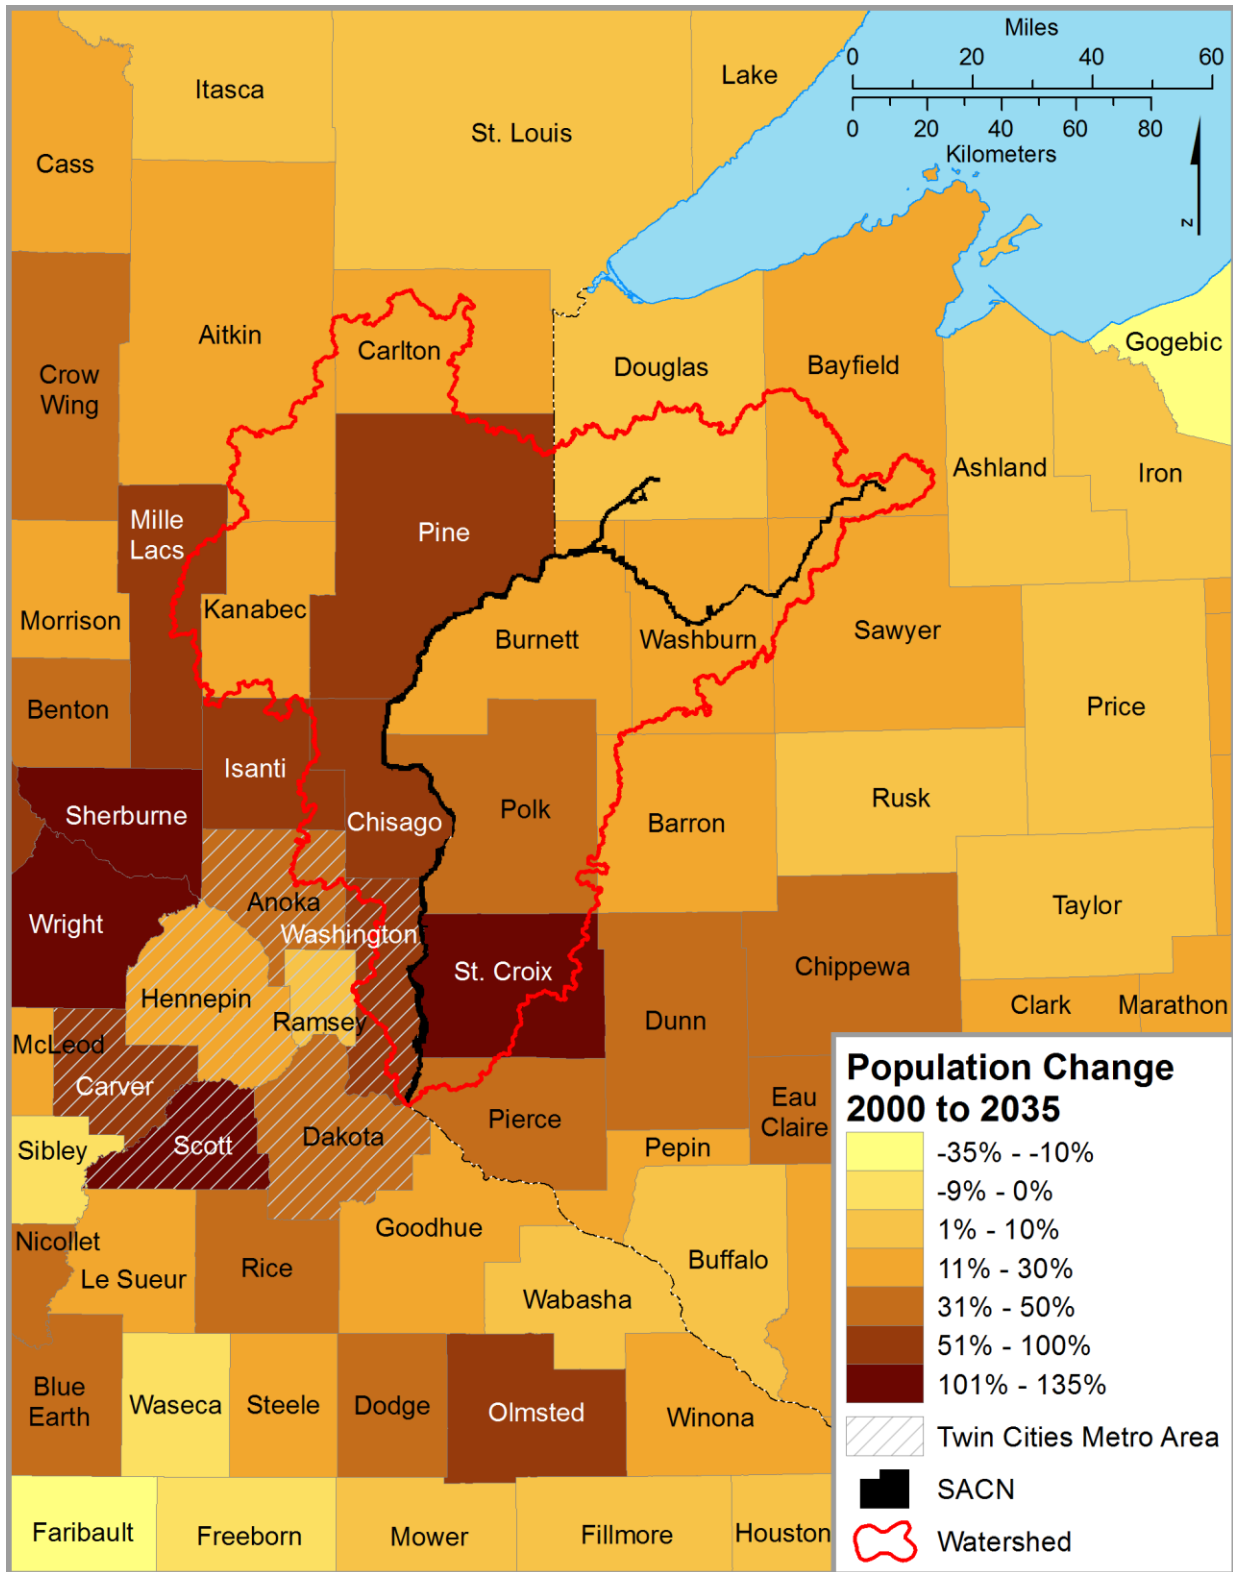 Miles
0 20 40 60
0 20 40 60 80
Kilometers
N
Itasca
Lake
St. Louis
Cass
Aitkin
Carlton
Douglas
Bayfield
Gogebic
Crow
Wing
Ashland
Iron
Mille
Lacs
Pine
Kanabec
Morrison
Burnett
Washburn
Sawyer
Benton
Price
Isanti
Sherburne
Chisago
Polk
Barron
Rusk
Wright
Anoka
Washington
Taylor
St. Croix
Chippewa
Hennepin
Ramsey
Dunn
Clark
Marathon
McLeod
Carver
Scott
Dakota
Pierce
Eau
Claire
Sibley
Pepin
Nicollet
Le Sueur
Rice
Goodhue
Buffalo
Wabasha
Blue
Earth
Waseca
Steele
Dodge
Olmsted
Winona
Faribault
Freeborn
Mower
Fillmore
Houston
Population Change
2000 to 2035
-35% - -10%
-9% - 0%
1% - 10%
11% - 30%
31% - 50%
51% - 100%
101% - 135%
Twin Cities Metro Area
SACN
Watershed